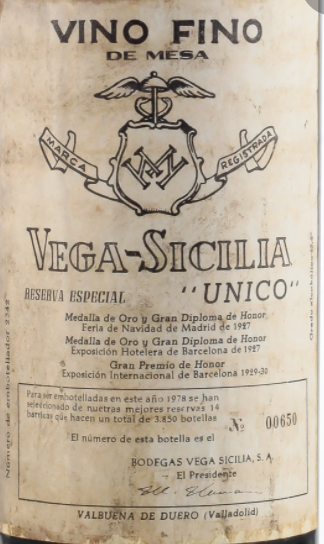 VINO FINO
DE MESA
MARCA
REGISTRADA
VEGA-SICILIA
RESERVA ESPECIAL "UNICO"
Medalla de Oro y Gran Diploma de Honor
Feria de Navidad de Madrid de 1927
Medalla de Oro y Gran Diploma de Honor
Exposición Hotelera de Barcelona de 1927
Gran Premio de Honor
Exposición Internacional de Barcelona 1929-30
Para ser embotelladas en este año 1978 se han
seleccionado de nuetras mejores reservas 14
barricas que hacen un total de 3.850 botellas
Nº 00650
El número de esta botella es el
BODEGAS VEGA SICILIA, S. A.
El Presidente
VALBUENA DE DUERO (Valladolid)
Número de embotellador